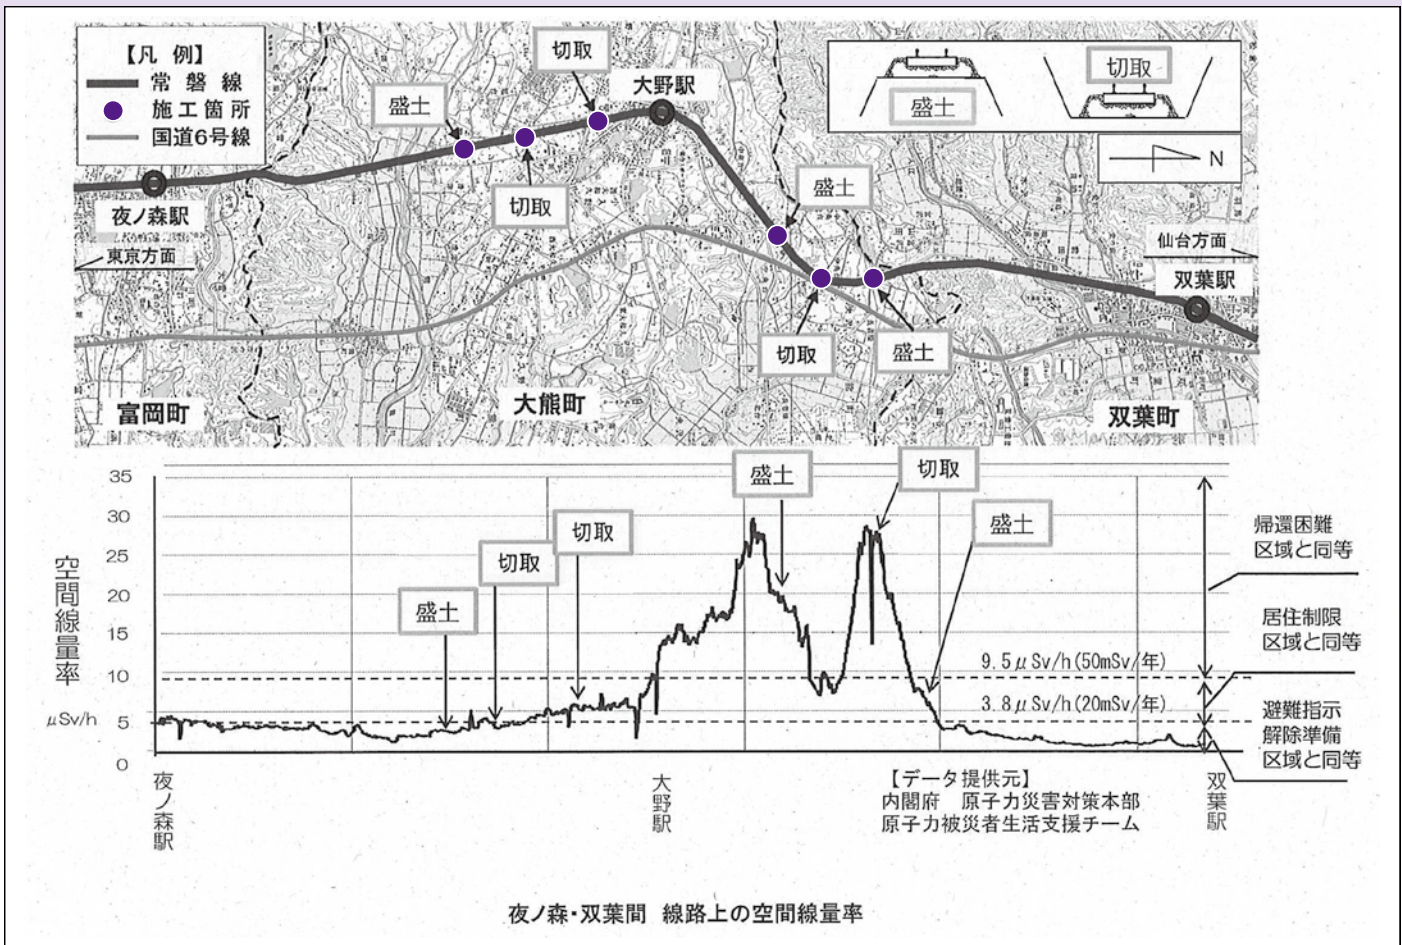 【凡 例】
常 磐 線
施 工 箇 所
国道6号線
切取
盛土
大野駅
切取
盛土
切取
N
夜ノ森駅
東京方面
切取
盛土
仙台方面
双葉駅
切取
盛土
富岡町
大熊町
双葉町
35
30
25
20
15
10
5
0
空間線量率
μSv/h
盛土
切取
切取
盛土
切取
盛土
9.5μSv/h(50mSv/年)
3.8μSv/h(20mSv/年)
帰還困難
区域と同等
居住制限
区域と同等
避難指示
解除準備
区域と同等
夜ノ森駅
大野駅
双葉駅
【データ提供元】
内閣府 原子力災害対策本部
原子力被災者生活支援チーム
夜ノ森・双葉間 線路上の空間線量率